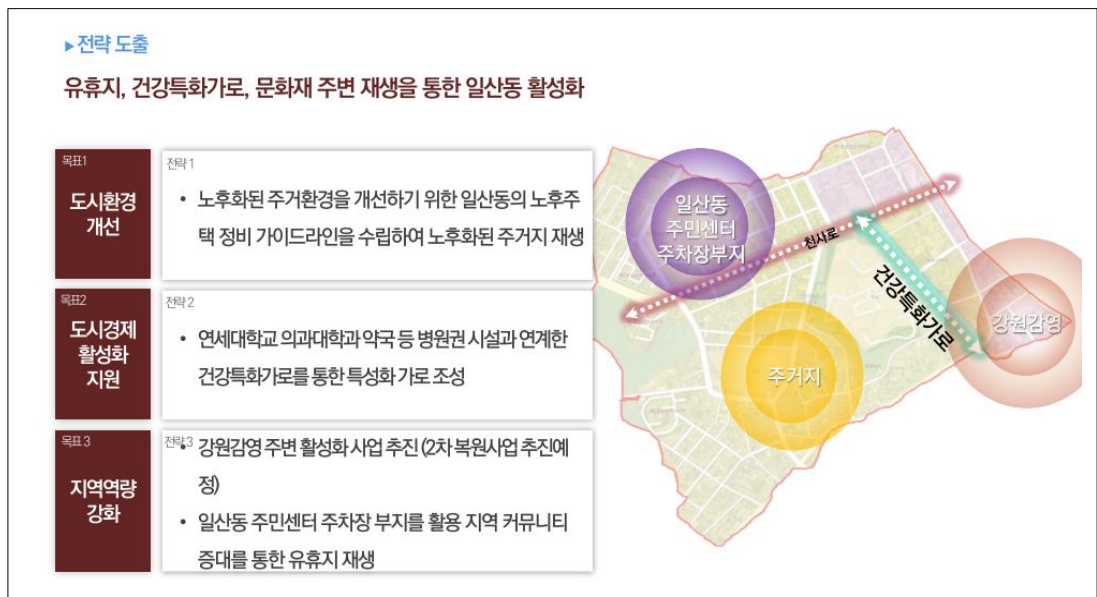 ▶전략 도출
유휴지, 건강특화가로, 문화재 주변 재생을 통한 일산동 활성화
목표1
도시환경
개선
전략 1
• 노후화된 주거환경을 개선하기 위한 일산동의 노후주
택 정비 가이드라인을 수립하여 노후화된 주거지 재생
목표2
도시경제
활성화
지원
전략 2
• 연세대학교 의과대학과 약국 등 병원권 시설과 연계한
건강특화가로를 통한 특성화 가로 조성
목표 3
지역역량
강화
전략3
• 강원감영 주변 활성화 사업 추진 (2차 복원사업 추진예
정)
• 일산동 주민센터 주차장 부지를 활용 지역 커뮤니티
증대를 통한 유휴지 재생
일산동
주민센터
주차장부지
천사로
건강특화가로
강원감영
주거지